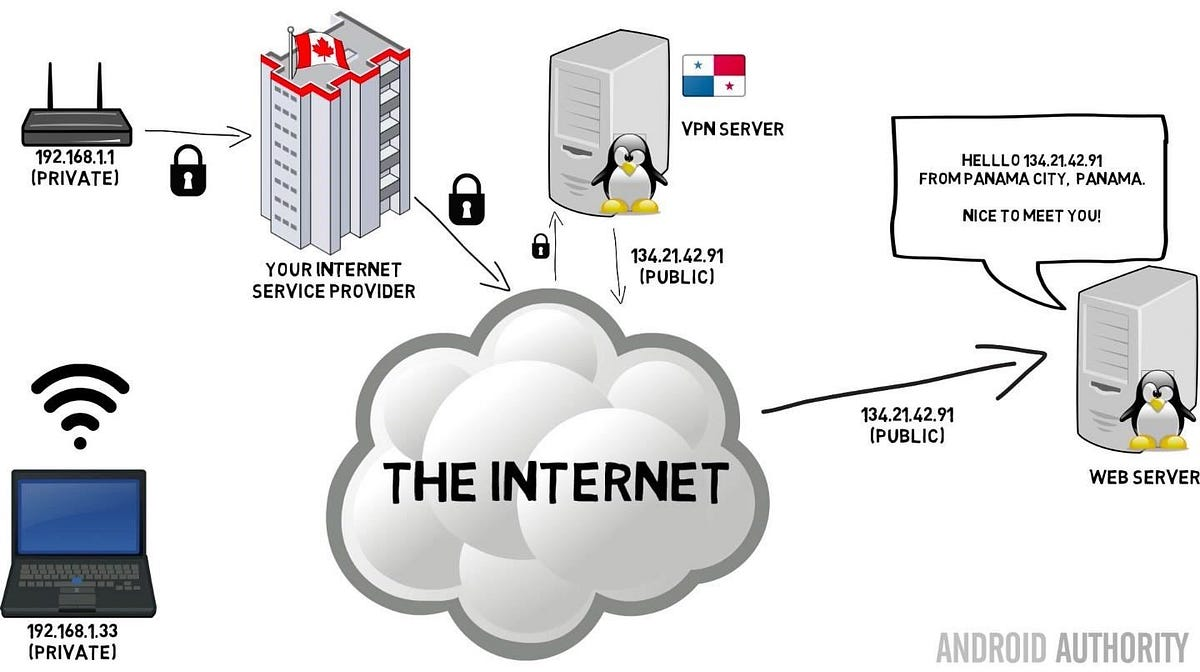 192.168.1.1
(PRIVATE)
YOUR INTERNET
SERVICE PROVIDER
VPN SERVER
134.21.42.91
(PUBLIC)
HELLLO 134.21.42.91
FROM PANAMA CITY, PANAMA.
NICE TO MEET YOU!
THE INTERNET
134.21.42.91
(PUBLIC)
WEB SERVER
192.168.1.33
(PRIVATE)
ANDROID AUTHORITY